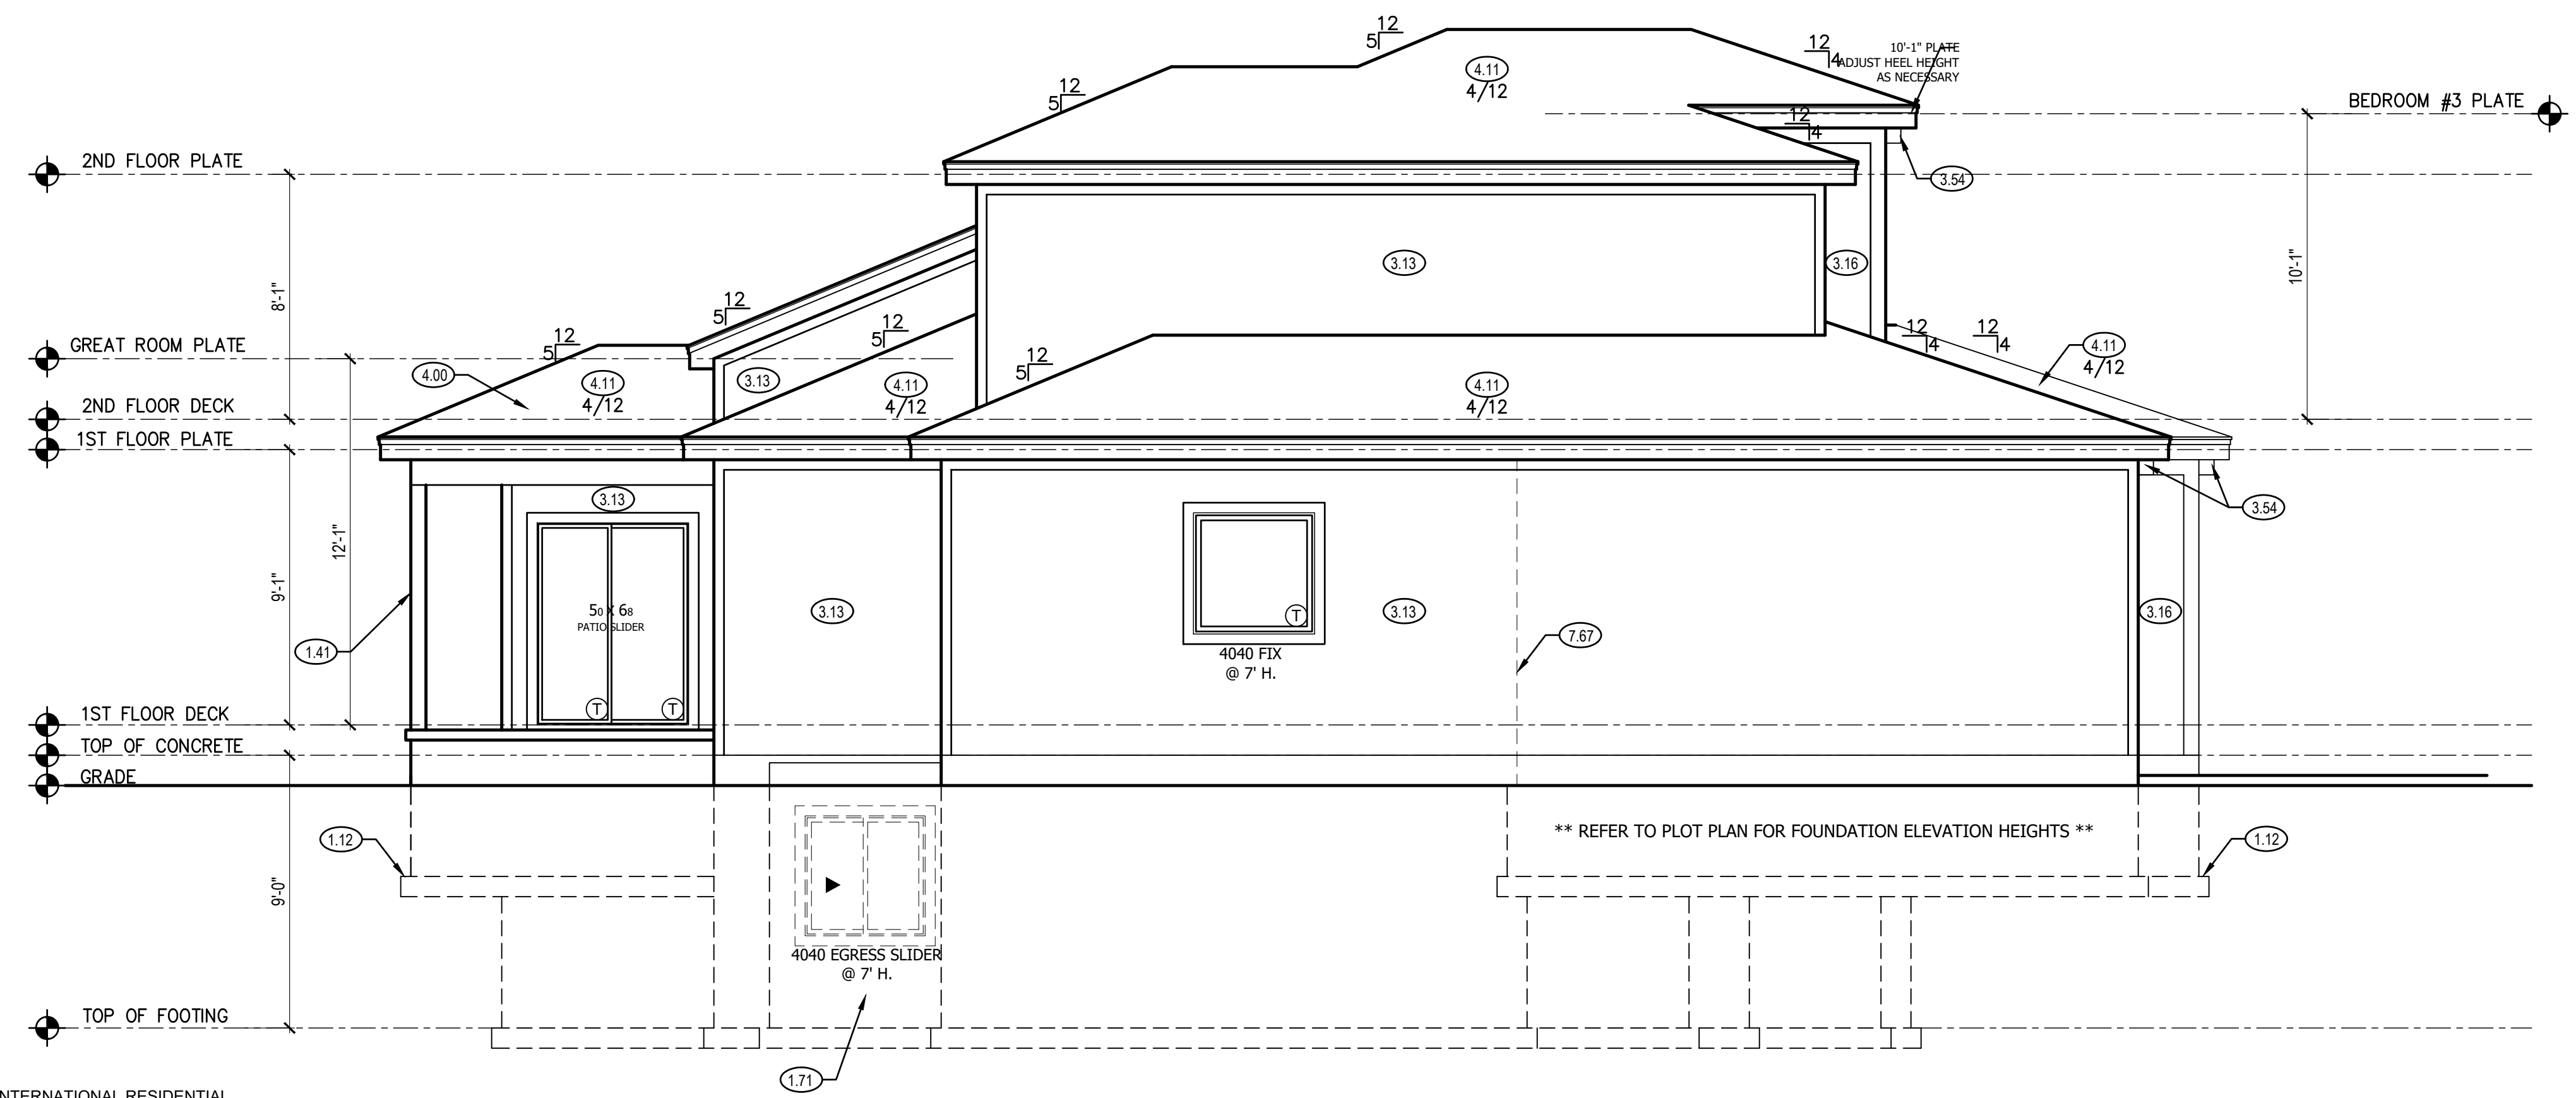 12
5
12
4
10'-1" PLATE
ADJUST HEEL HEIGHT
AS NECESSARY
4.11
4/12
12
5
BEDROOM #3 PLATE
12
4
2ND FLOOR PLATE
3.54
3.13
3.16
8'-1"
10'-1"
12
5
12
5
12
5
12
4
12
4
GREAT ROOM PLATE
12
5
4.11
4/12
4.00
4.11
4/12
3.13
4.11
4/12
4.11
4/12
2ND FLOOR DECK
1ST FLOOR PLATE
3.13
3.54
12'-1"
9'-1"
50 X 68
PATIO SLIDER
3.13
T
3.13
3.16
7.67
1.41
4040 FIX
@ 7' H.
T
T
1ST FLOOR DECK
TOP OF CONCRETE
GRADE
1.12
** REFER TO PLOT PLAN FOR FOUNDATION ELEVATION HEIGHTS **
1.12
9'-0"
4040 EGRESS SLIDER
@ 7' H.
TOP OF FOOTING
1.71
INTERNATIONAL RESIDENTIAL